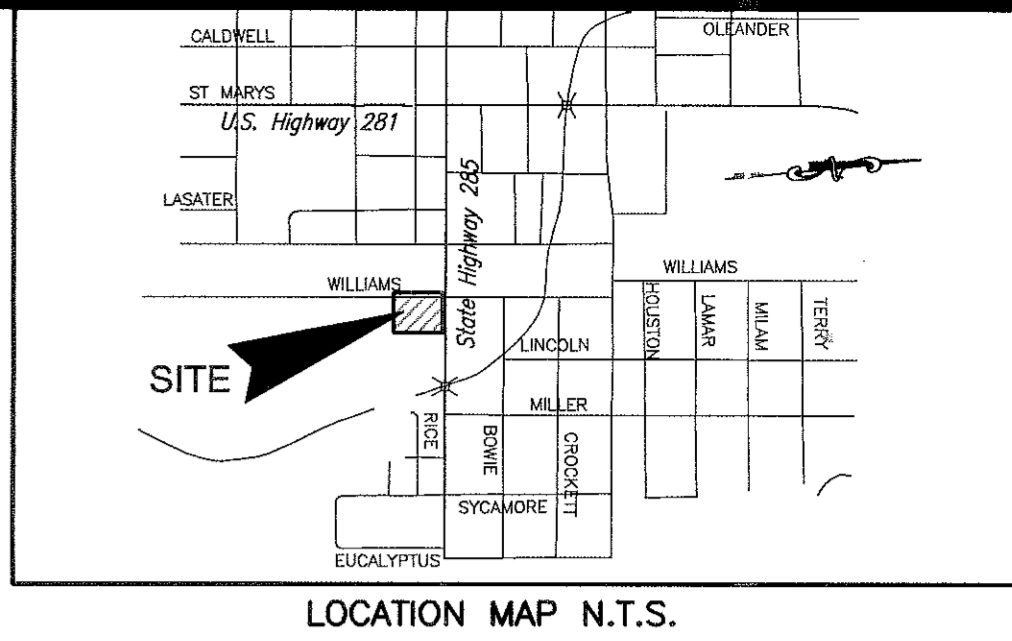 CALDWELL
OLEANDER
ST MARYS
U.S. Highway 281
LASATER
State Highway 285
WILLIAMS
WILLIAMS
HOUSTON
LAMAR
MILAM
TERRY
LINCOLN
SITE
MILLER
RICE
BOWIE
CROCKETT
SYCAMORE
EUCALYPTUS
LOCATION MAP N.T.S.